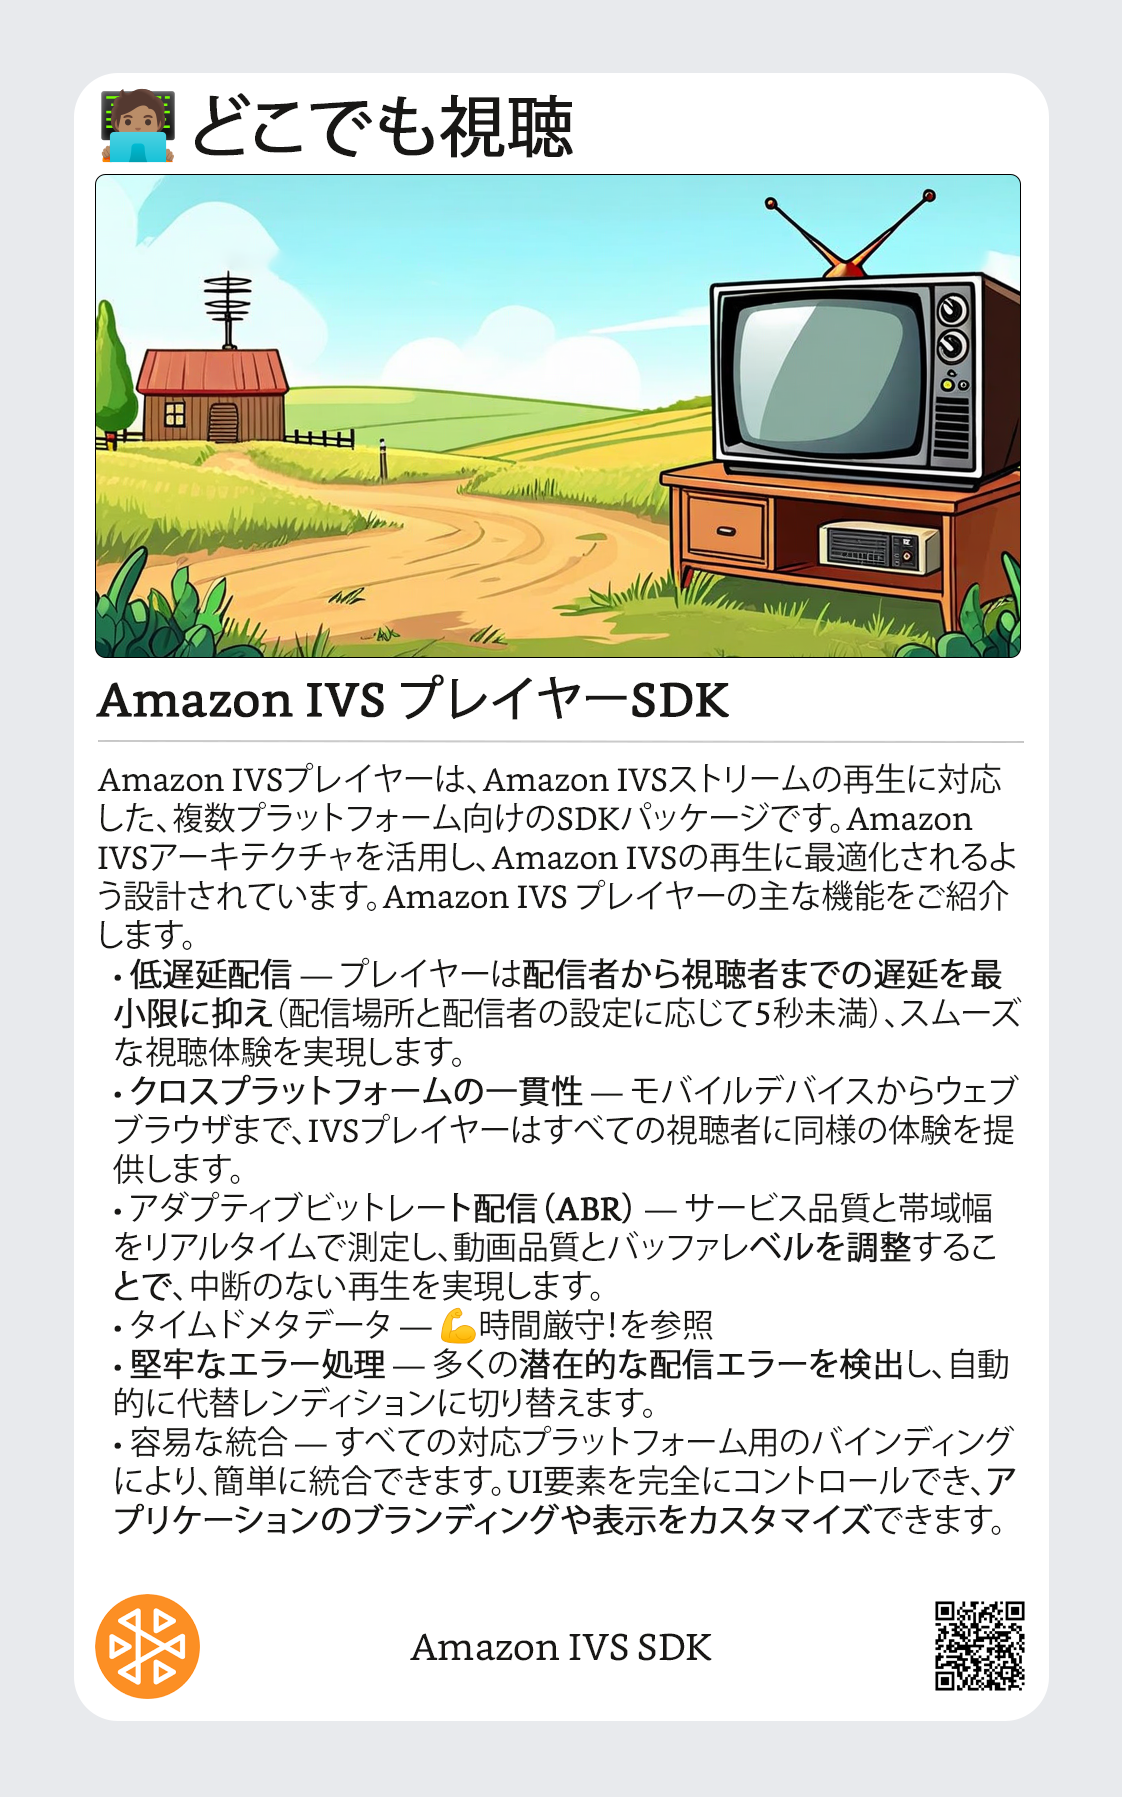 どこでも視聴
Amazon IVS プレイヤーSDK
Amazon IVSプレイヤーは、Amazon IVSストリームの再生に対応
した、複数プラットフォーム向けのSDKパッケージです。Amazon
IVSアーキテクチャを活用し、Amazon IVSの再生に最適化されるよ
う設計されています。Amazon IVS プレイヤーの主な機能をご紹介
します。
• 低遅延配信 — プレイヤーは配信者から視聴者までの遅延を最
小限に抑え（配信場所と配信者の設定に応じて5秒未満）、スムーズ
な視聴体験を実現します。
• クロスプラットフォームの一貫性 — モバイルデバイスからウェブ
ブラウザまで、IVSプレイヤーはすべての視聴者に同様の体験を提
供します。
• アダプティブビットレート配信（ABR） — サービス品質と帯域幅
をリアルタイムで測定し、動画品質とバッファレベルを調整するこ
とで、中断のない再生を実現します。
• タイムドメタデータ — 💪時間厳守！を参照
• 堅牢なエラー処理 — 多くの潜在的な配信エラーを検出し、自動
的に代替レンディションに切り替えます。
• 容易な統合 — すべての対応プラットフォーム用のバインディング
により、簡単に統合できます。UI要素を完全にコントロールでき、ア
プリケーションのブランディングや表示をカスタマイズできます。
Amazon IVS SDK